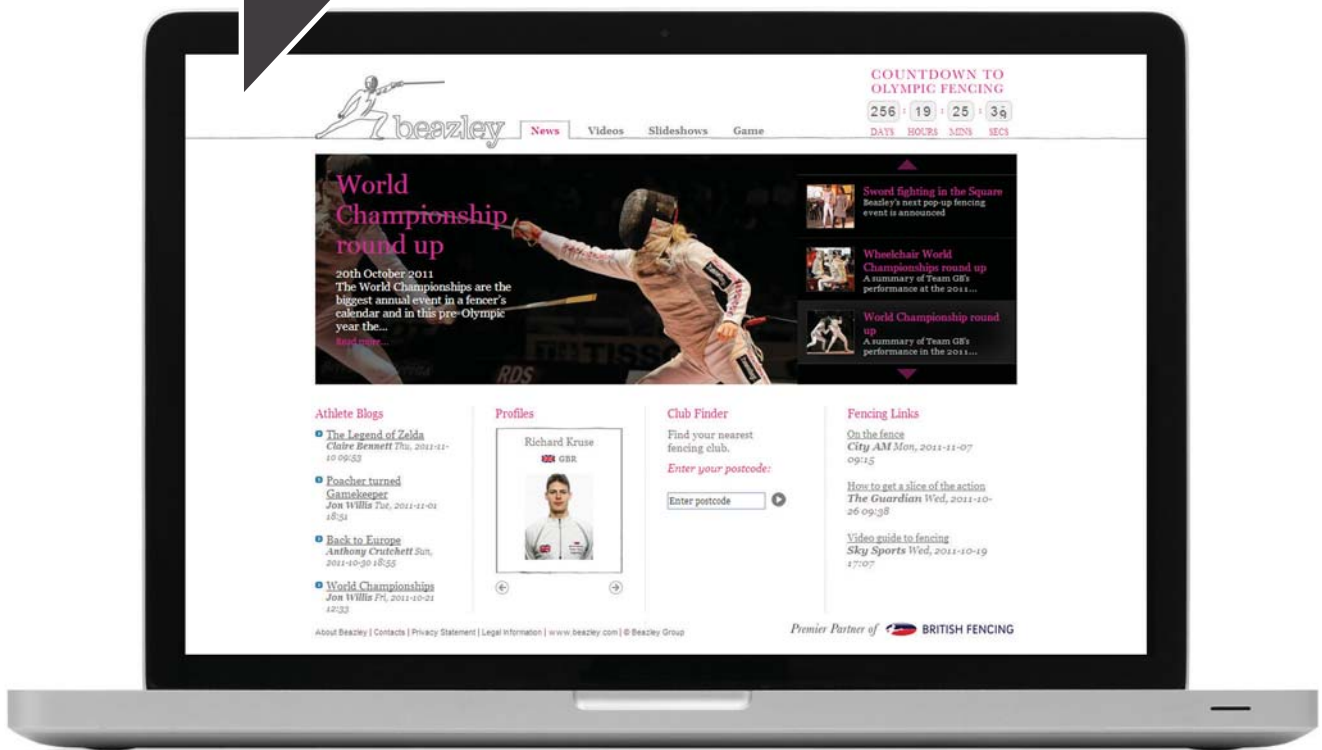 COUNTDOWN TO
OLYMPIC FENCING
256 : 19 : 25 :
DAYS HOURS MINS SECS
beazley
News Videos Slideshows Game
World
Championship
round up
20th October 2011
The World Championships are the
biggest annual event in a fencer's
calendar and in this pre-Olympic
year the...
Read more...
TISSO
RDS
Sword fighting in the Square
Beazley's next pop-up fencing
event is announced
Wheelchair World
Championships round up
A summary of Team GB's
performance at the 2011...
World Championship round
up
A summary of Team GB's
performance in the 2011...
Athlete Blogs
The Legend of Zelda
Claire Bennett Thu, 2011-11-
10 09:53
Poacher turned
Gamekeeper
Jon Willis Tue, 2011-11-01
18:51
Back to Europe
Anthony Crutchett Sun,
2011-10-30 18:55
World Championships
Jon Willis Fri, 2011-10-21
12:33
Profiles
Richard Kruse
GBR
Club Finder
Find your nearest
fencing club.
Enter your postcode:
Enter postcode
Fencing Links
On the fence
City AM Mon, 2011-11-07
09:15
How to get a slice of the action
The Guardian Wed, 2011-10-
26 09:38
Video guide to fencing
Sky Sports Wed, 2011-10-19
17:07
About Beazley | Contacts | Privacy Statement | Legal Information | www.beazley.com | © Beazley Group
Premier Partner of BRITISH FENCING